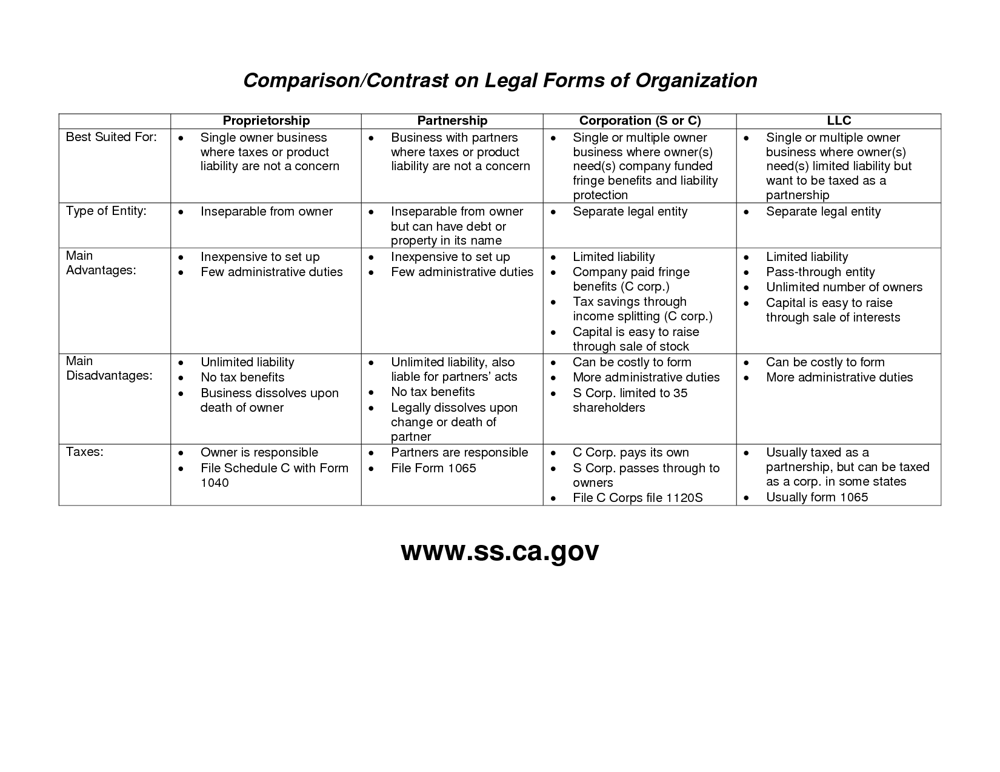 Comparison/Contrast on Legal Forms of Organization
Proprietorship
Partnership
Corporation (S or C)
LLC
Best Suited For:
• Single owner business
where taxes or product
liability are not a concern
• Business with partners
where taxes or product
liability are not a concern
• Single or multiple owner
business where owner(s)
need(s) company funded
fringe benefits and liability
protection
• Single or multiple owner
business where owner(s)
need(s) limited liability but
want to be taxed as a
partnership
Type of Entity:
• Inseparable from owner
• Inseparable from owner
but can have debt or
property in its name
• Separate legal entity
• Separate legal entity
Main
Advantages:
• Inexpensive to set up
• Few administrative duties
• Inexpensive to set up
• Few administrative duties
• Limited liability
• Company paid fringe
benefits (C corp.)
• Tax savings through
income splitting (C corp.)
• Capital is easy to raise
through sale of stock
• Limited liability
• Pass-through entity
• Unlimited number of owners
• Capital is easy to raise
through sale of interests
Main
Disadvantages:
• Unlimited liability
• No tax benefits
• Business dissolves upon
death of owner
• Unlimited liability, also
liable for partners’ acts
• No tax benefits
• Legally dissolves upon
change or death of
partner
• Can be costly to form
• More administrative duties
• S Corp. limited to 35
shareholders
• Can be costly to form
• More administrative duties
Taxes:
• Owner is responsible
• File Schedule C with Form
1040
• Partners are responsible
• File Form 1065
• C Corp. pays its own
• S Corp. passes through to
owners
• File C Corps file 1120S
• Usually taxed as a
partnership, but can be taxed
as a corp. in some states
• Usually form 1065
www.ss.ca.gov